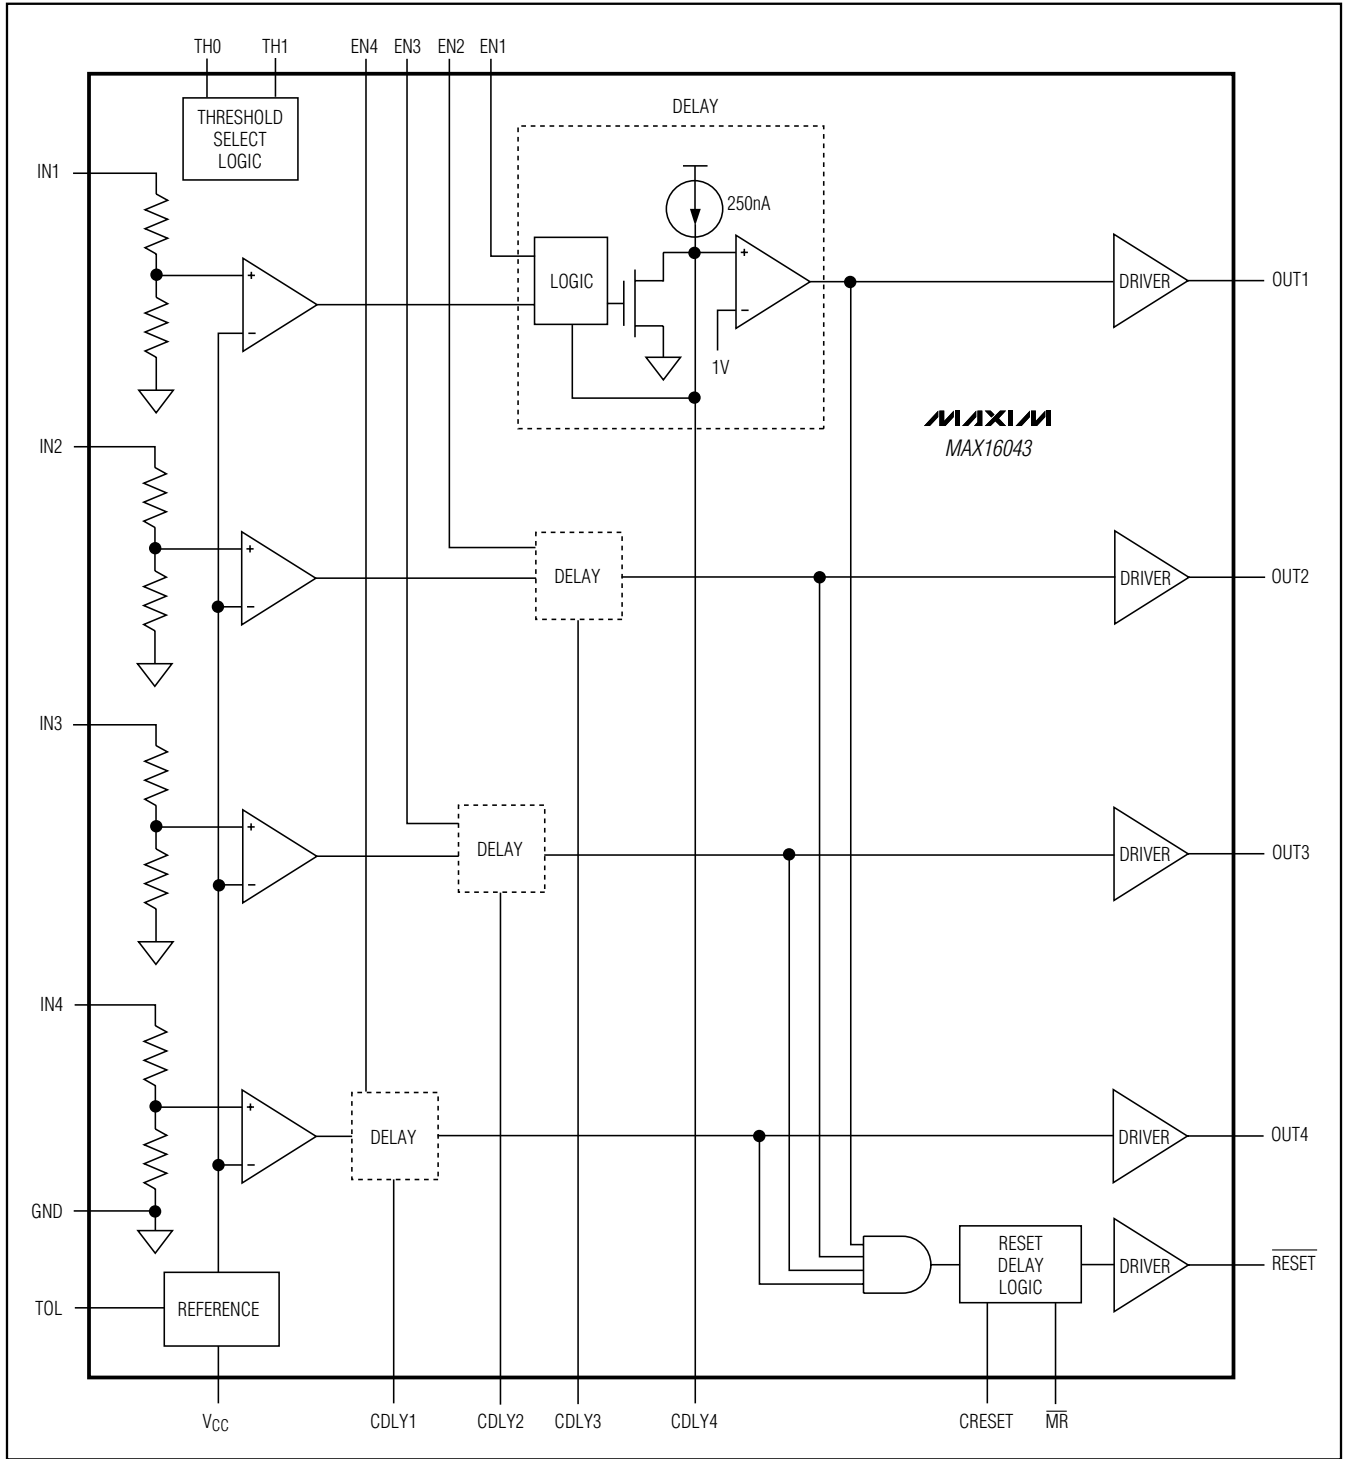 TH0 TH1 EN4 EN3 EN2 EN1
DELAY
THRESHOLD
SELECT
LOGIC
IN1
250nA
+
LOGIC
+
DRIVER
OUT1
−
−
1V
MAXIM
MAX16043
IN2
+
DELAY
DRIVER
OUT2
−
IN3
+
DELAY
DRIVER
OUT3
−
IN4
+
DELAY
DRIVER
OUT4
−
GND
RESET
DELAY
LOGIC
DRIVER
R̅E̅S̅E̅T̅
TOL
REFERENCE
VCC CDLY1 CDLY2 CDLY3 CDLY4 CRESET M̅R̅